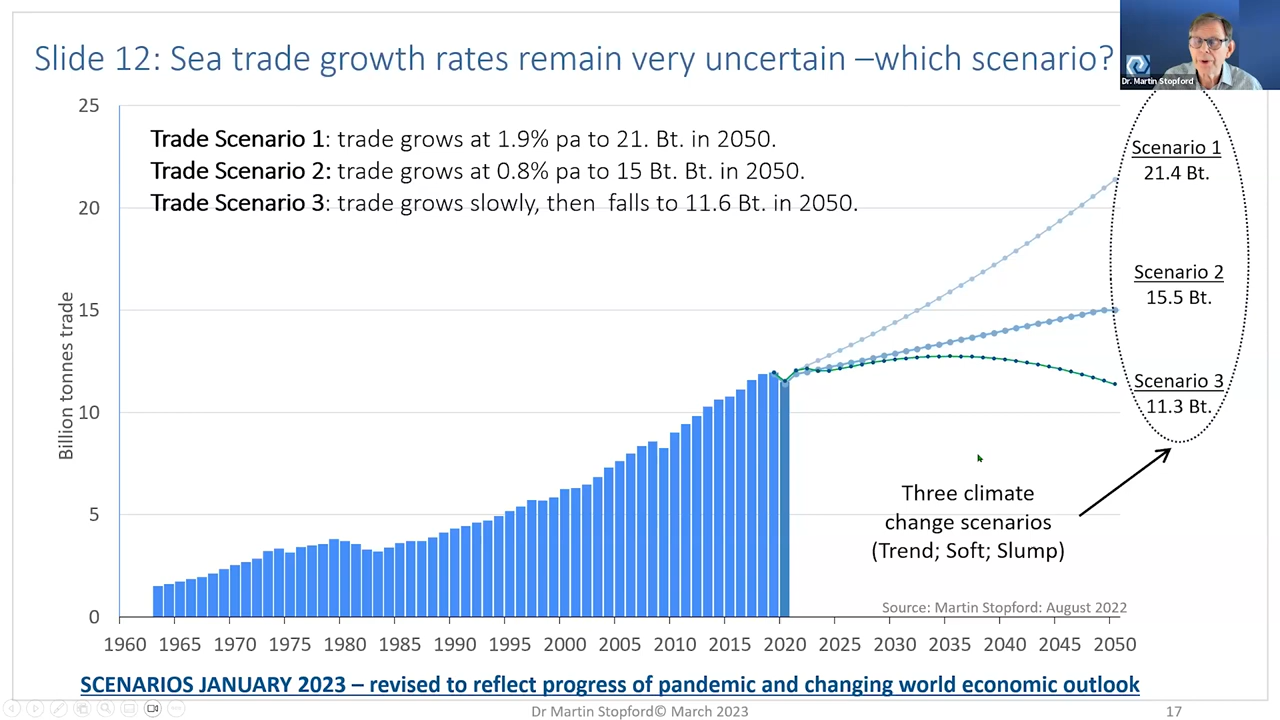 Slide 12: Sea trade growth rates remain very uncertain –which scenario?
Dr. Martin Stopford
Trade Scenario 1: trade grows at 1.9% pa to 21. Bt. in 2050.
Trade Scenario 2: trade grows at 0.8% pa to 15 Bt. Bt. in 2050.
Trade Scenario 3: trade grows slowly, then  falls to 11.6 Bt. in 2050.
Billion tonnes trade
25
20
15
10
5
0
1960 1965 1970 1975 1980 1985 1990 1995 2000 2005 2010 2015 2020 2025 2030 2035 2040 2045 2050
Scenario 1
21.4 Bt.
Scenario 2
15.5 Bt.
Scenario 3
11.3 Bt.
Three climate
change scenarios
(Trend; Soft; Slump)
Source: Martin Stopford: August 2022
SCENARIOS JANUARY 2023 – revised to reflect progress of pandemic and changing world economic outlook
Dr Martin Stopford© March 2023
17